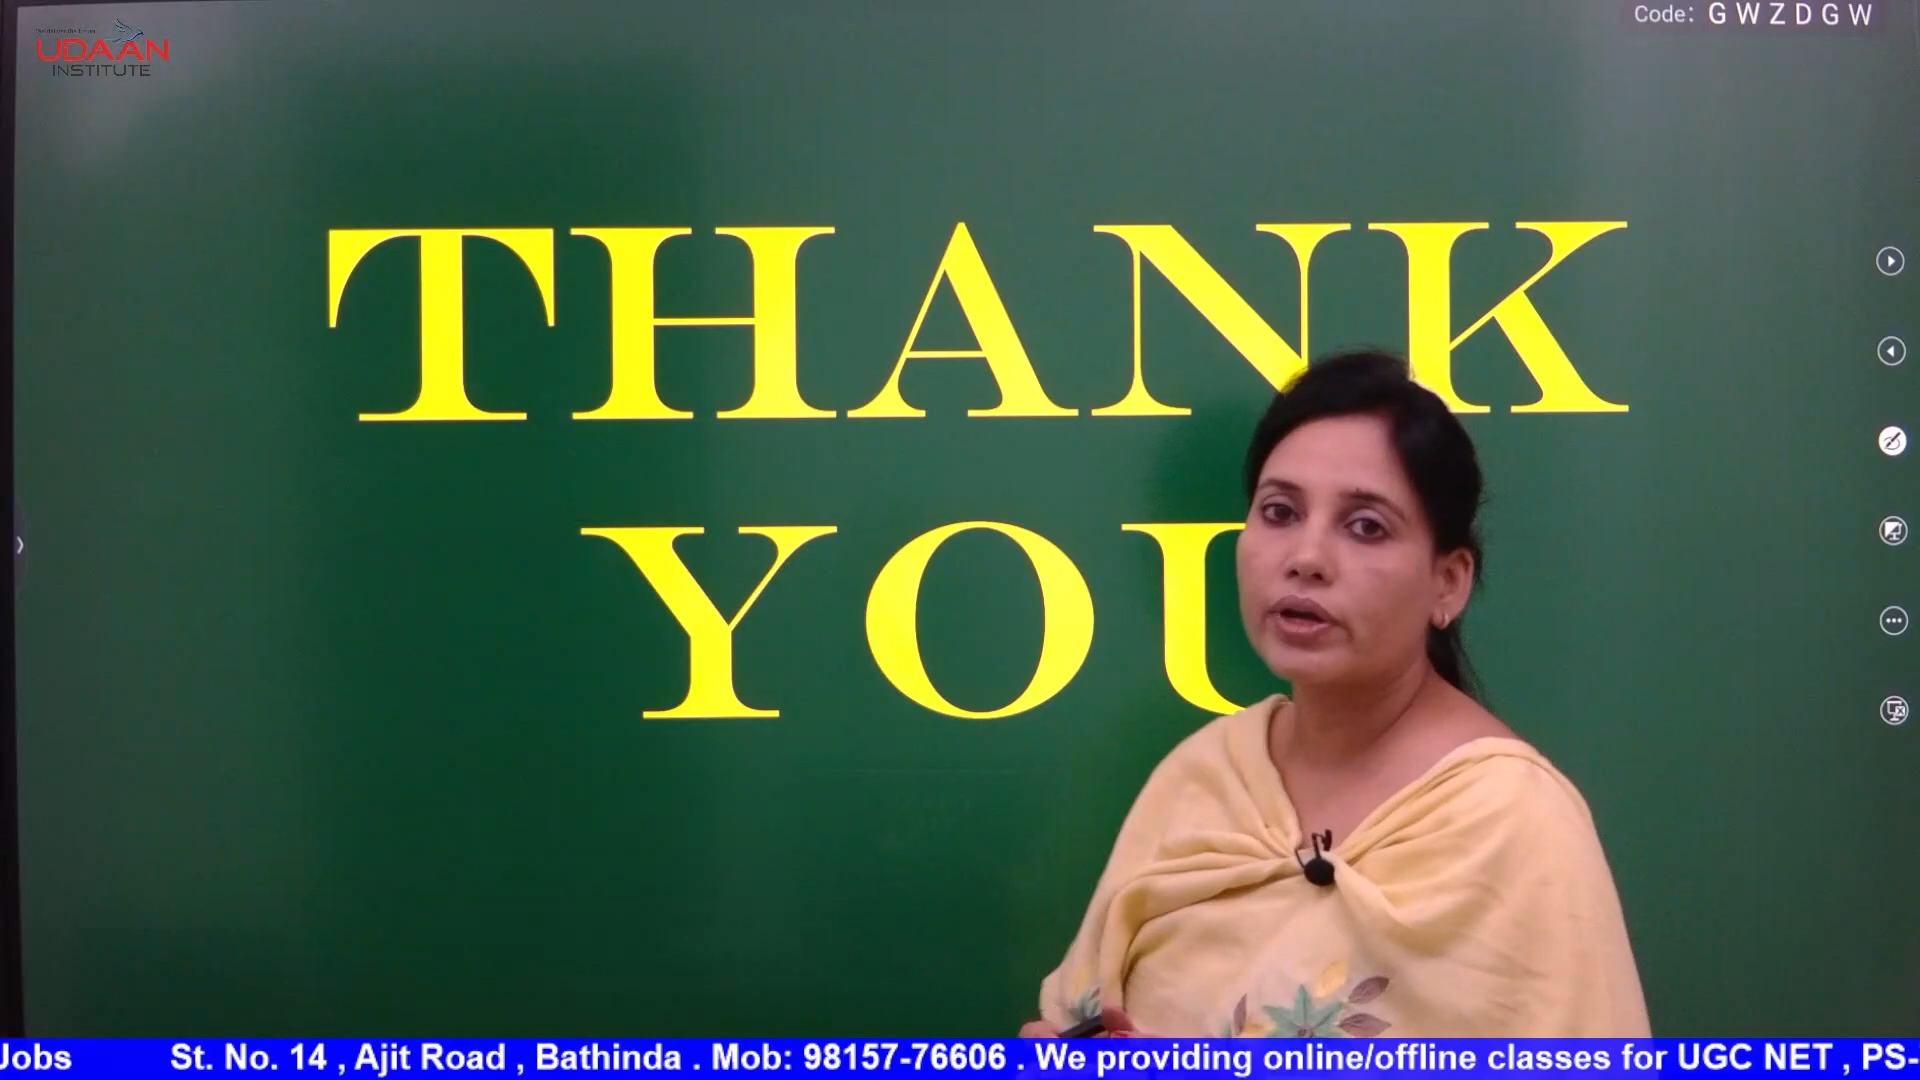 UDAAN
INSTITUTE
Code: GWZDGW
THANK
YOU
Jobs St. No. 14 , Ajit Road , Bathinda . Mob: 98157-76606 . We providing online/offline classes for UGC NET , PS-